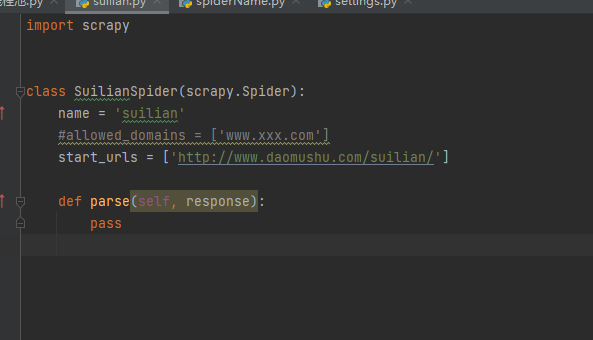 程池.py suilian.py spiderName.py settings.py
import scrapy
class SuilianSpider(scrapy.Spider):
name = 'suilian'
#allowed_domains = ['www.xxx.com']
start_urls = ['http://www.daomushu.com/suilian/']
def parse(self, response):
pass